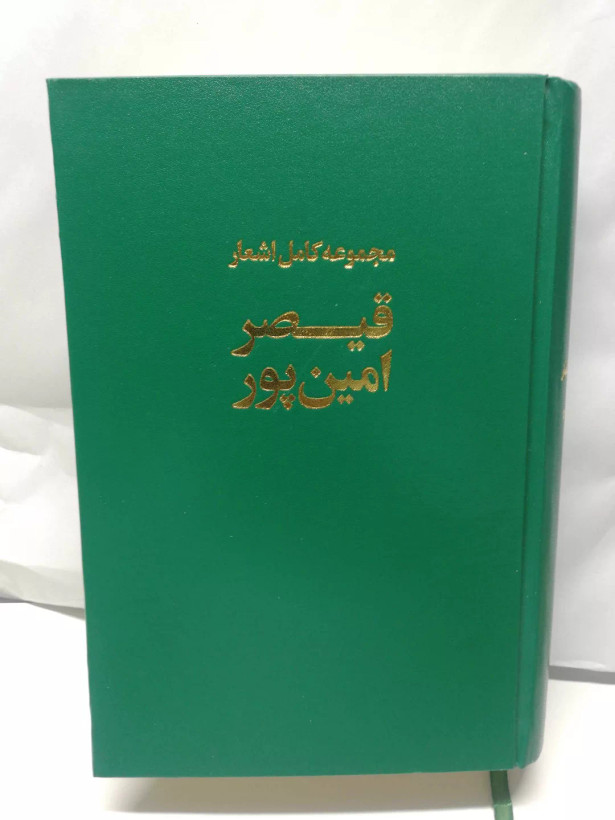 مجموعه کامل اشعار
قیصر
امین‌پور